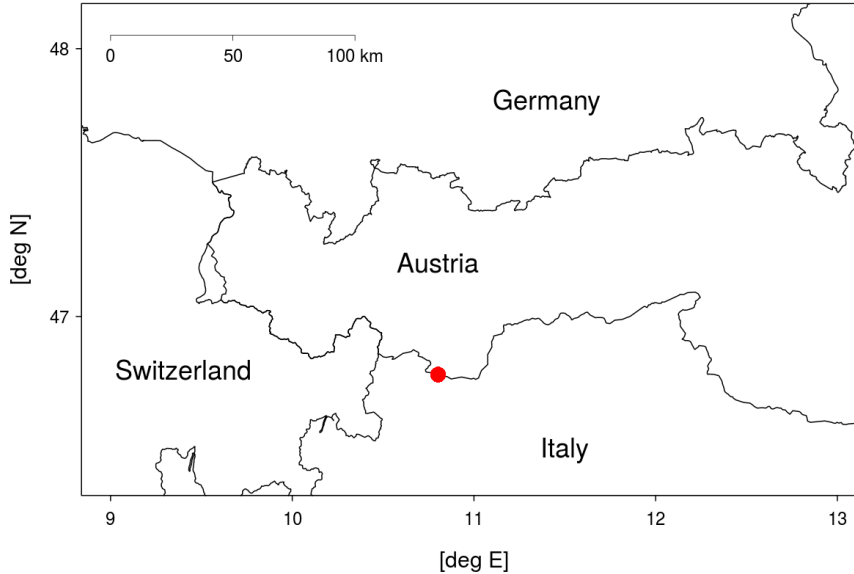 48
0 50 100 km
Germany
[deg N]
Austria
47
Switzerland
Italy
9 10 11 12 13
[deg E]